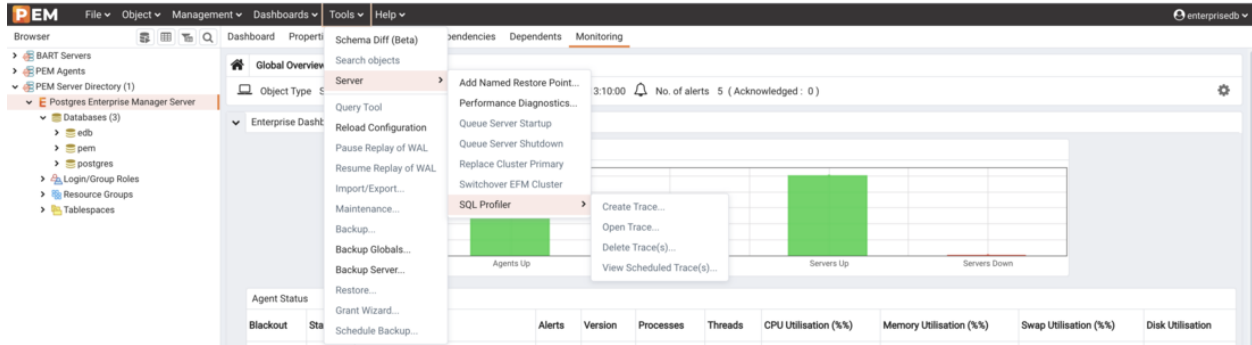 PEM File Object Management Dashboards Tools Help enterprisedb
Browser Dashboard Properti pendencies Dependents Monitoring
BART Servers
PEM Agents
PEM Server Directory (1)
Postgres Enterprise Manager Server
Databases (3)
edb
pem
postgres
Login/Group Roles
Resource Groups
Tablespaces
Schema Diff (Beta)
Search objects
Server
Query Tool
Reload Configuration
Pause Replay of WAL
Resume Replay of WAL
Import/Export...
Maintenance...
Backup...
Backup Globals...
Backup Server...
Restore...
Grant Wizard...
Schedule Backup...
Add Named Restore Point...
Performance Diagnostics...
Queue Server Startup
Queue Server Shutdown
Replace Cluster Primary
Switchover EFM Cluster
SQL Profiler
Create Trace...
Open Trace...
Delete Trace(s)...
View Scheduled Trace(s)...
Global Overview
Object Type S 3:10:00 No. of alerts 5 (Acknowledged: 0)
Enterprise Dashb
Agents Up Servers Up Servers Down
Agent Status
Blackout Sta Alerts Version Processes Threads CPU Utilisation (%%) Memory Utilisation (%%) Swap Utilisation (%%) Disk Utilisation